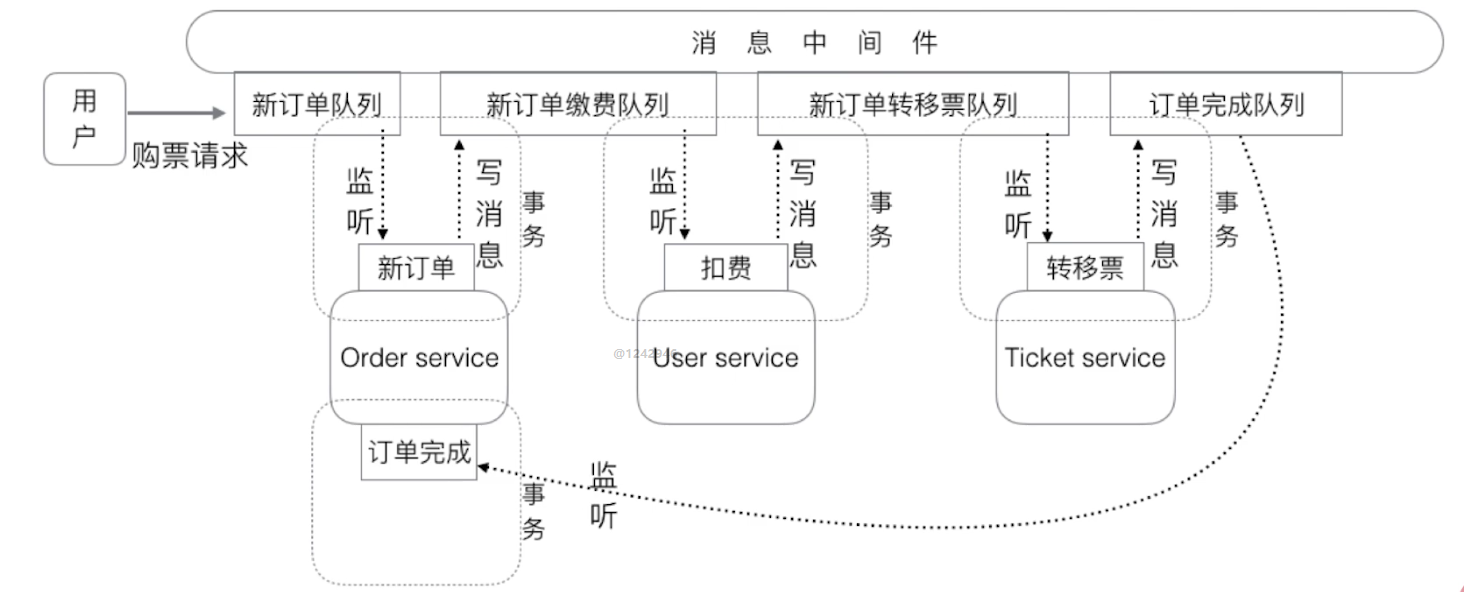 消 息 中 间 件
用
户
购票请求
新订单队列
新订单缴费队列
新订单转移票队列
订单完成队列
监
听
写
消
息
事
务
监
听
写
消
息
事
务
监
听
写
消
息
事
务
新订单
扣费
转移票
Order service
@1242940
User service
Ticket service
订单完成
事
务
监
听